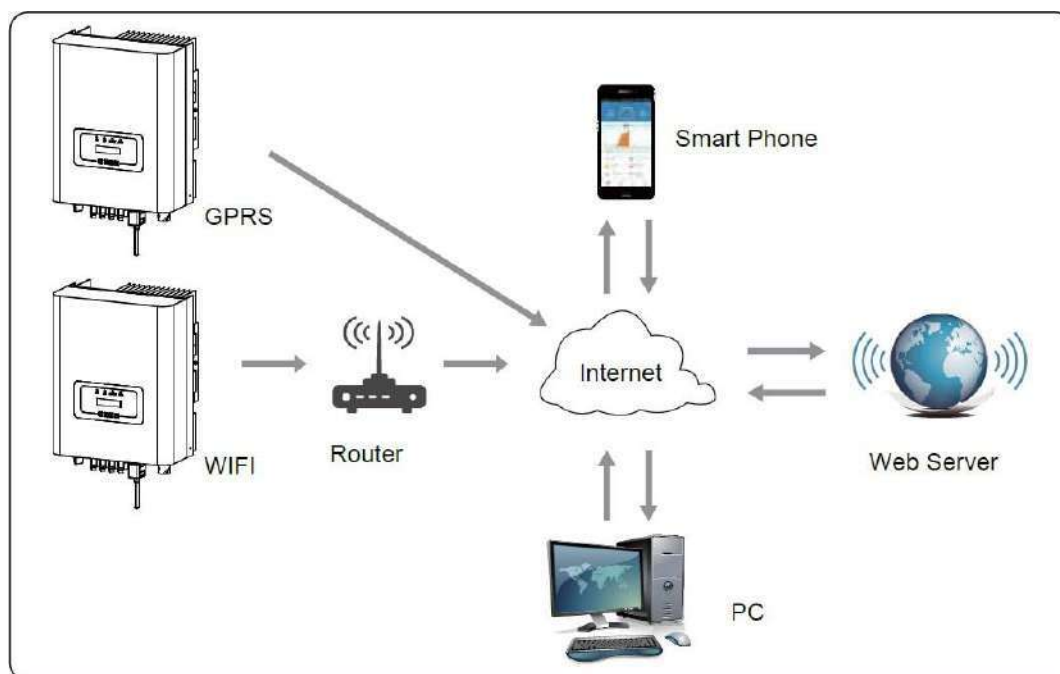 GPRS
Smart Phone
WIFI
Router
Internet
Web Server
PC